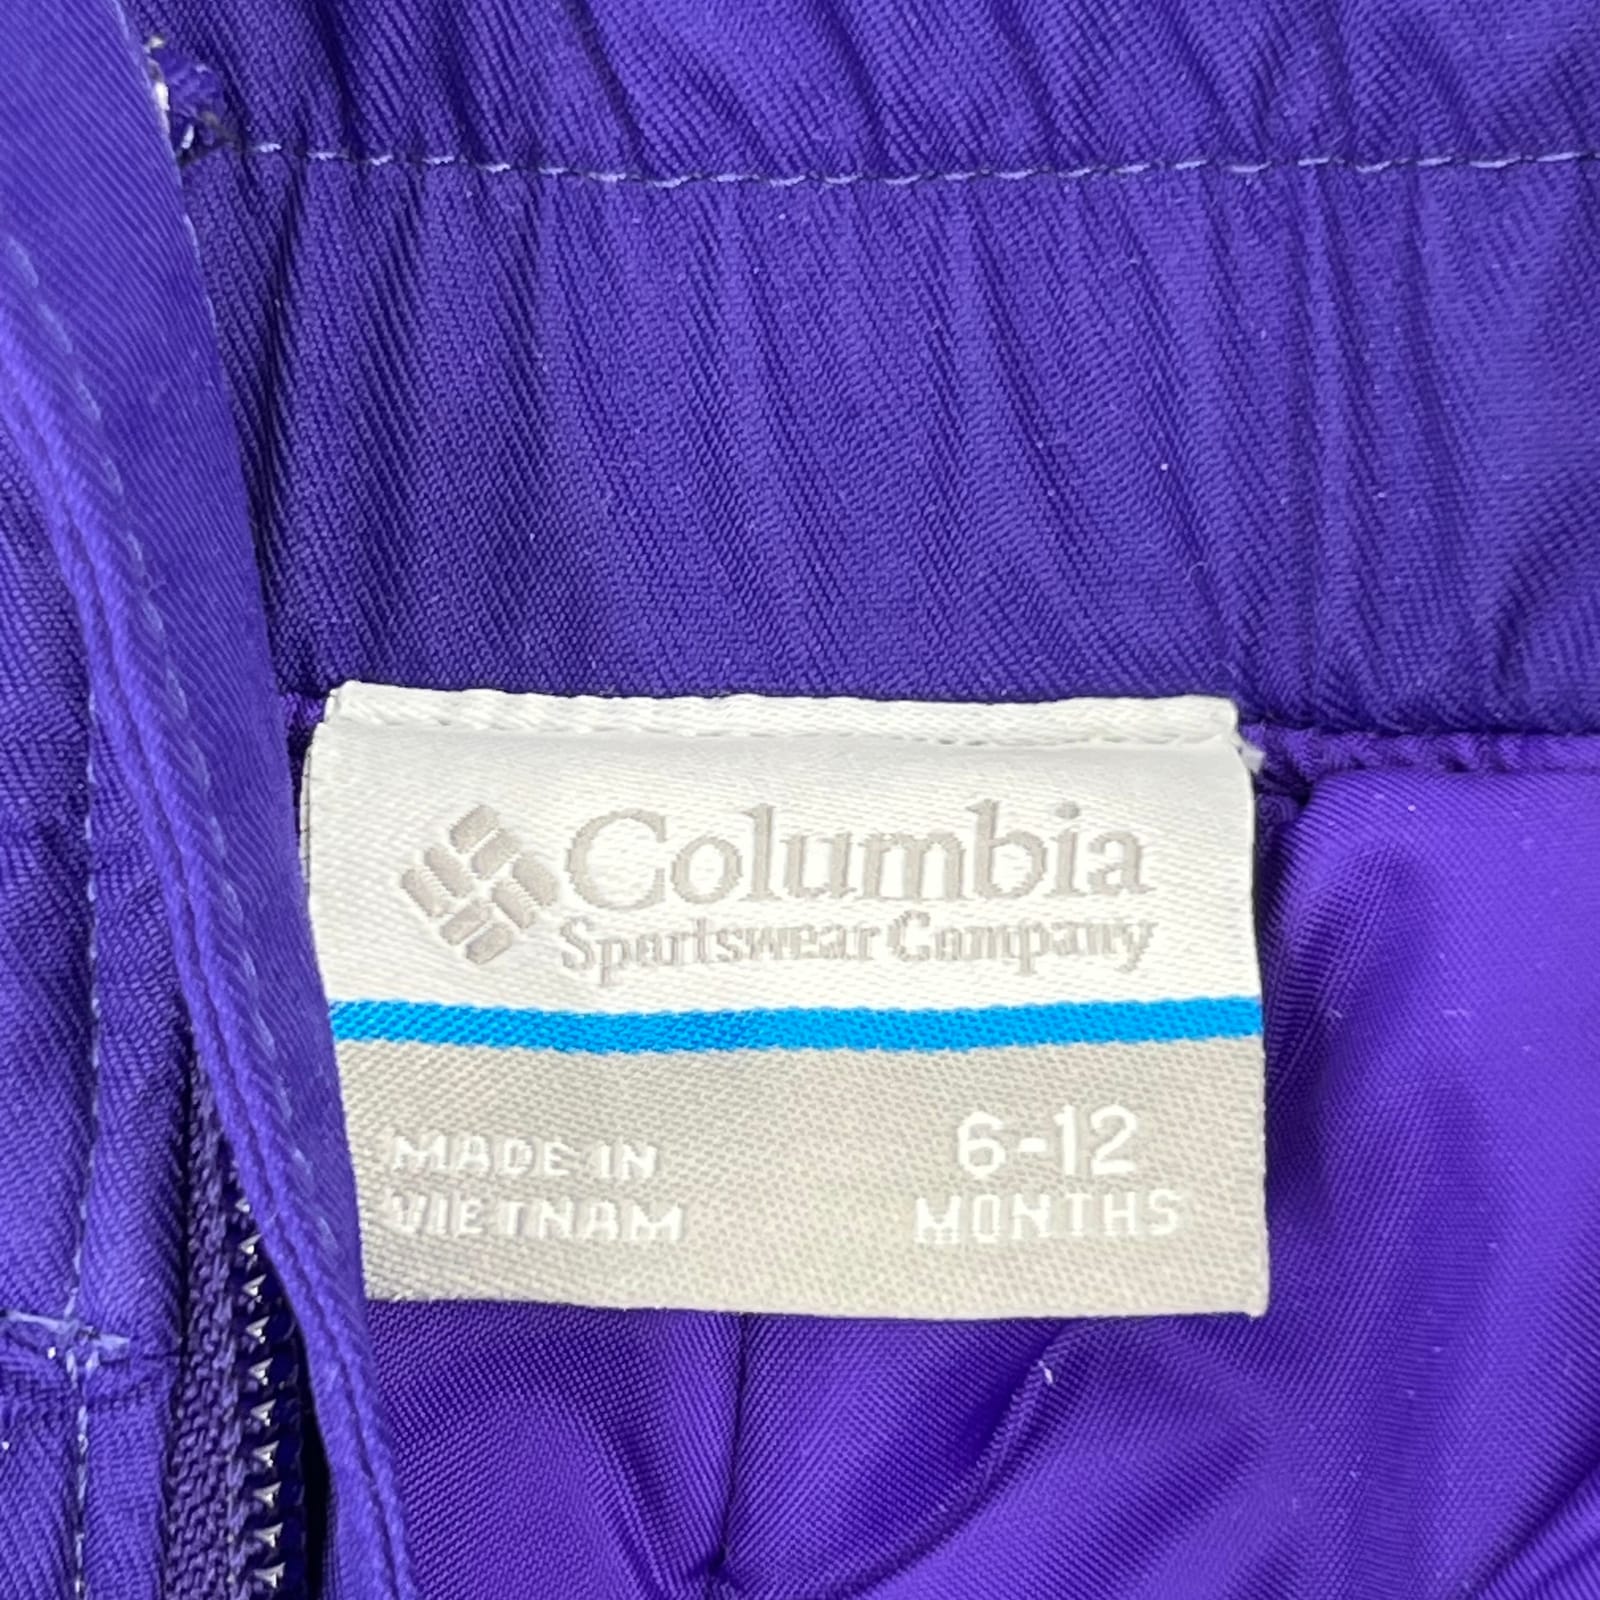 Columbia
Sportswear Company
MADE IN
VIETNAM
6-12
MONTHS